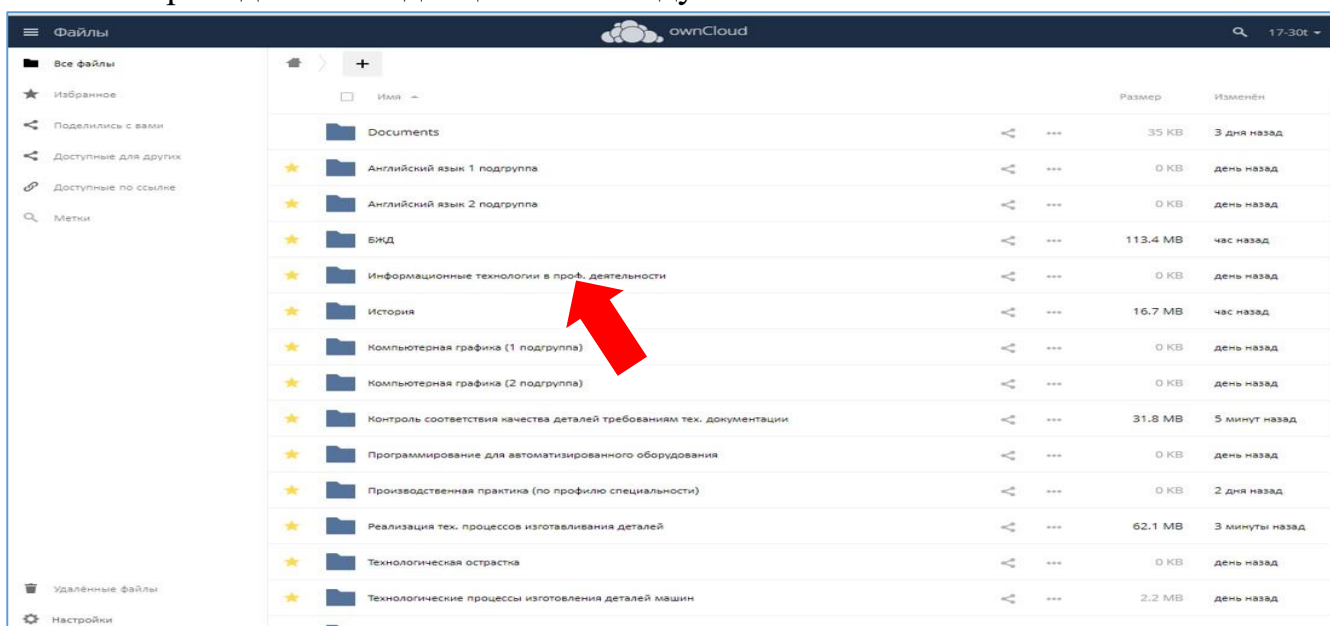 Файлы
ownCloud
17-30t
Все файлы
Избранное
Поделились с вами
Доступные для других
Доступные по ссылке
Метки
Удалённые файлы
Настройки
+
Имя Размер Изменён
Documents 35 KB 3 дня назад
Английский язык 1 подгруппа 0 KB день назад
Английский язык 2 подгруппа 0 KB день назад
БЖД 113.4 MB час назад
Информационные технологии в проф. деятельности 0 KB день назад
История 16.7 MB час назад
Компьютерная графика (1 подгруппа) 0 KB день назад
Компьютерная графика (2 подгруппа) 0 KB день назад
Контроль соответствия качества деталей требованиям тех. документации 31.8 MB 5 минут назад
Программирование для автоматизированного оборудования 0 KB день назад
Производственная практика (по профилю специальности) 0 KB 2 дня назад
Реализация тех. процессов изготавливания деталей 62.1 MB 3 минуты назад
Технологическая острастка 0 KB день назад
Технологические процессы изготовления деталей машин 2.2 MB день назад